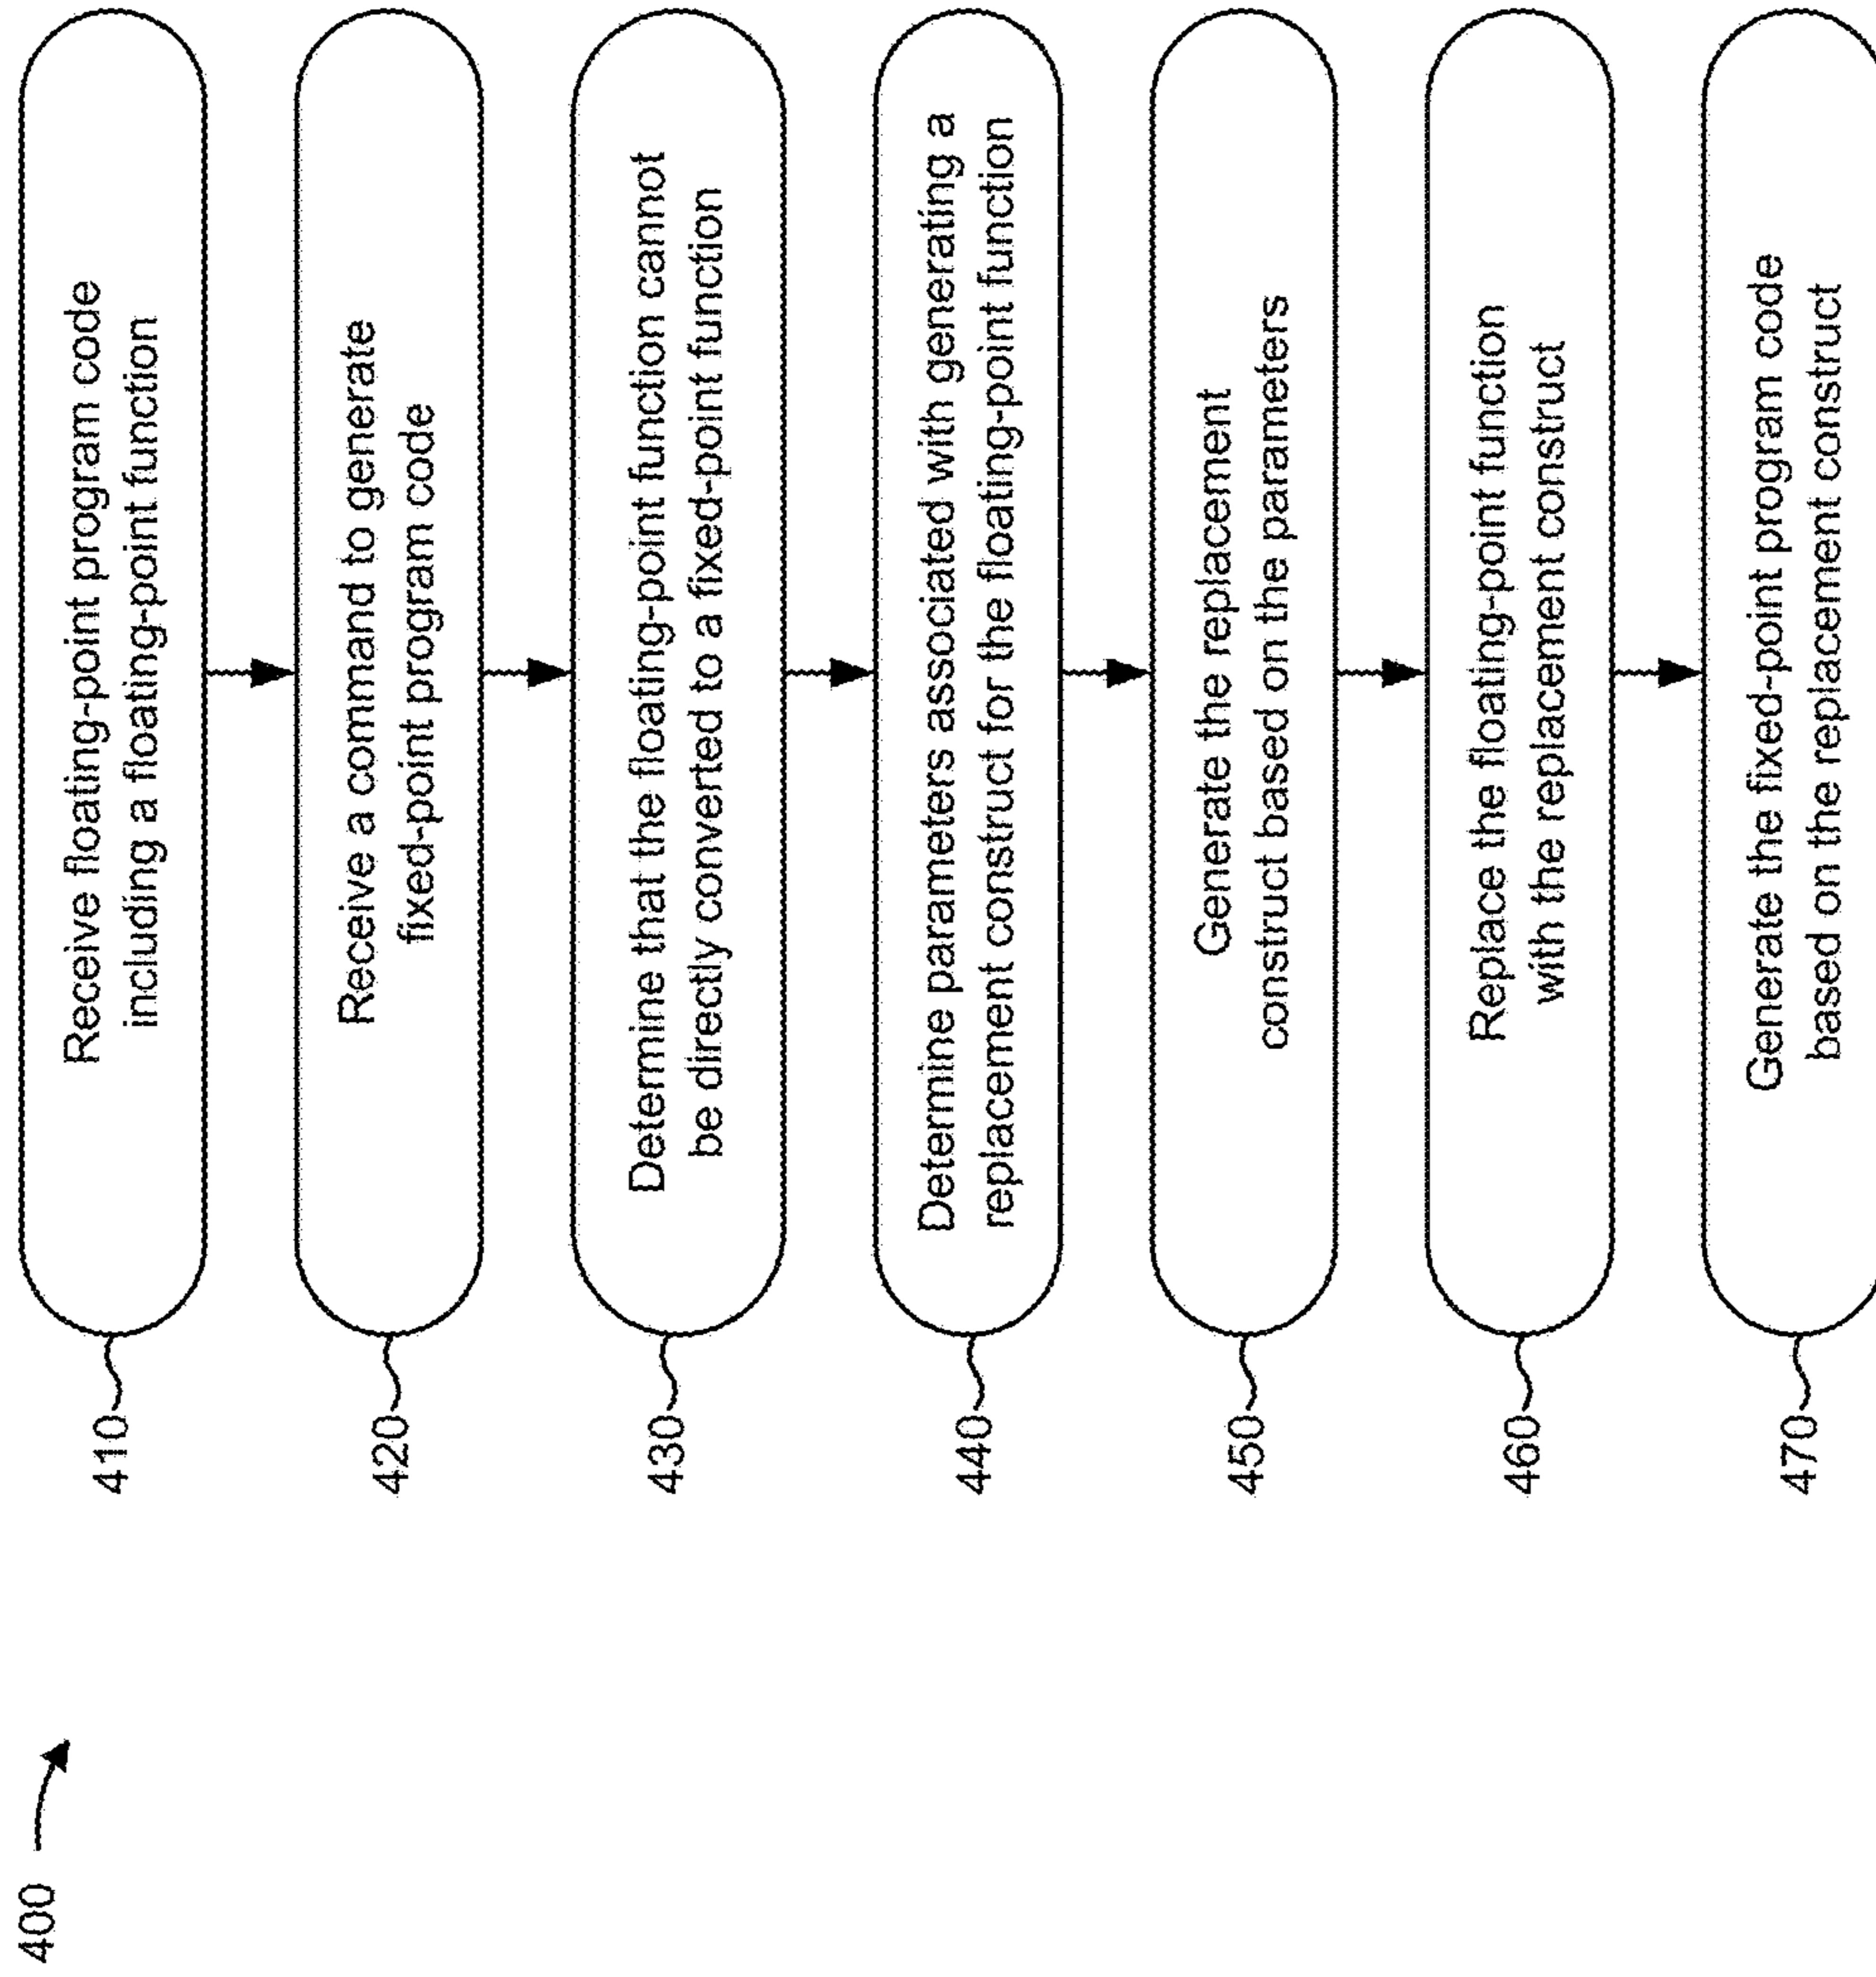 400
410
Receive floating-point program code
including a floating-point function
420
Receive a command to generate
fixed-point program code
430
Determine that the floating-point function cannot
be directly converted to a fixed-point function
440
Determine parameters associated with generating a
replacement construct for the floating-point function
450
Generate the replacement
construct based on the parameters
460
Replace the floating-point function
with the replacement construct
470
Generate the fixed-point program code
based on the replacement construct